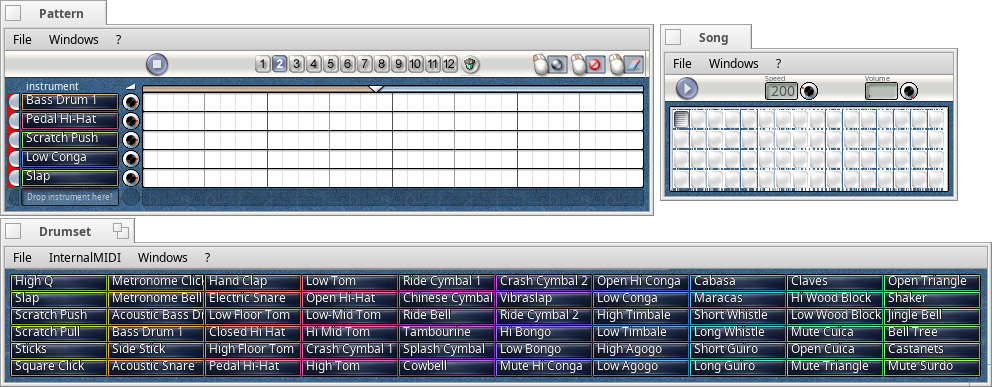 Pattern
File Windows ?
1 2 3 4 5 6 7 8 9 10 11 12
instrument
Bass Drum 1
Pedal Hi-Hat
Scratch Push
Low Conga
Slap
Drop instrument here!
Song
File Windows ?
Speed Volume
200
Drumset
File InternalMIDI Windows ?
High Q Metronome Click Hand Clap Low Tom Ride Cymbal 1 Crash Cymbal 2 Open Hi Conga Cabasa Claves Open Triangle
Slap Metronome Bell Electric Snare Open Hi-Hat Chinese Cymbal Vibraslap Low Conga Maracas Hi Wood Block Shaker
Scratch Push Acoustic Bass Dr Low Floor Tom Low-Mid Tom Ride Bell Ride Cymbal 2 High Timbale Short Whistle Low Wood Block Jingle Bell
Scratch Pull Bass Drum 1 Closed Hi Hat Hi Mid Tom Tambourine Hi Bongo Low Timbale Long Whistle Mute Cuica Bell Tree
Sticks Side Stick High Floor Tom Crash Cymbal 1 Splash Cymbal Low Bongo High Agogo Short Guiro Open Cuica Castanets
Square Click Acoustic Snare Pedal Hi-Hat High Tom Cowbell Mute Hi Conga Low Agogo Long Guiro Mute Triangle Mute Surdo